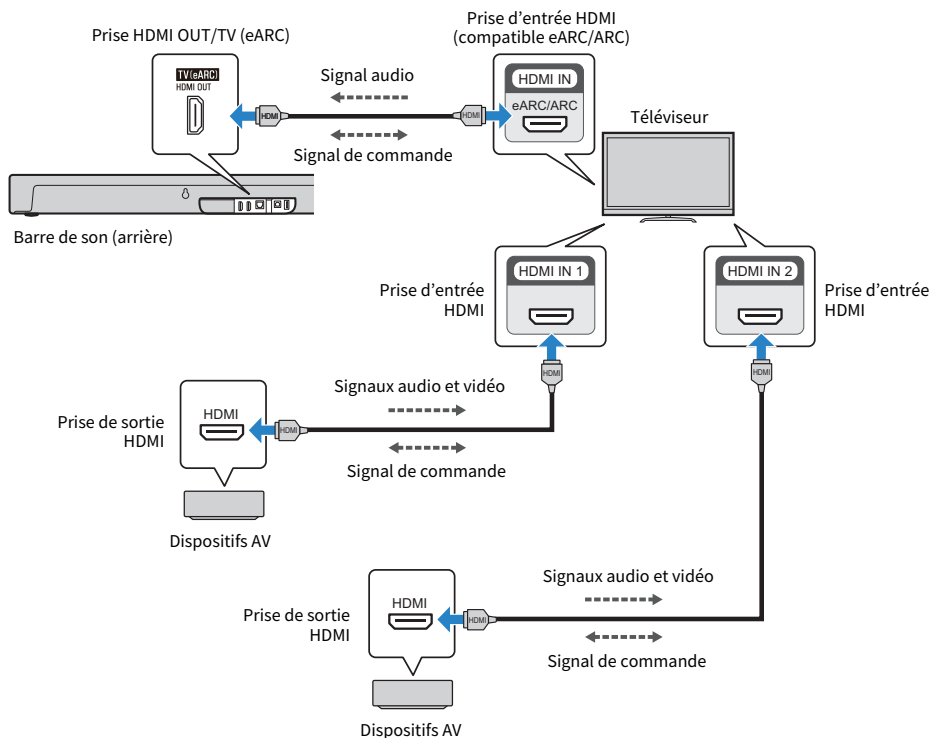 Prise HDMI OUT/TV (eARC)
TV (eARC)
HDMI OUT
Signal audio
HDMI
HDMI
Signal de commande
Prise d’entrée HDMI
(compatible eARC/ARC)
HDMI IN
eARC/ARC
Téléviseur
Barre de son (arrière)
Prise d’entrée
HDMI
HDMI IN 1
HDMI IN 2
Prise d’entrée
HDMI
HDMI
HDMI
Prise de sortie
HDMI
HDMI
HDMI
Signaux audio et vidéo
Signal de commande
Dispositifs AV
Prise de sortie
HDMI
HDMI
HDMI
Signaux audio et vidéo
Signal de commande
Dispositifs AV